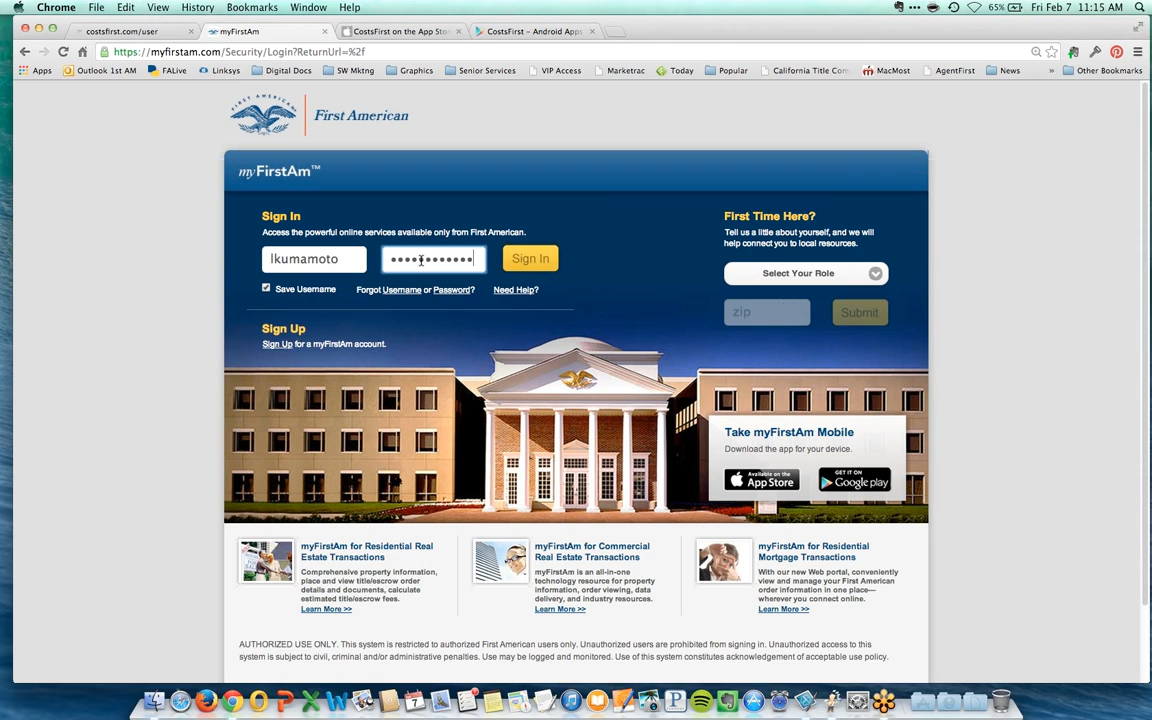 Chrome File Edit View History Bookmarks Window Help 65% Fri Feb 7 11:15 AM
costsfirst.com/user myFirstAm CostsFirst on the App Sto CostsFirst – Android Apps
https://myfirstam.com/Security/Login?ReturnUrl=%2f
Apps Outlook 1st AM FALive Linksys Digital Docs SW Mktng Graphics Senior Services VIP Access Marketrac Today Popular California Title Com MacMost AgentFirst News » Other Bookmarks
First American
myFirstAm™
Sign In
Access the powerful online services available only from First American.
lkumamoto •••••••••••• Sign In
Save Username Forgot Username or Password? Need Help?
Sign Up
Sign Up for a myFirstAm account.
First Time Here?
Tell us a little about yourself, and we will
help connect you to local resources.
Select Your Role
zip Submit
Take myFirstAm Mobile
Download the app for your device.
Available on the App Store GET IT ON Google play
myFirstAm for Residential Real
Estate Transactions
Comprehensive property information,
place and view title/escrow order
details and documents, calculate
estimated title/escrow fees.
Learn More >>
myFirstAm for Commercial
Real Estate Transactions
myFirstAm is an all-in-one
technology resource for property
information, order viewing, data
delivery, and industry resources.
Learn More >>
myFirstAm for Residential
Mortgage Transactions
With our new Web portal, conveniently
view and manage your First American
order information in one place—
wherever you connect online.
Learn More >>
AUTHORIZED USE ONLY. This system is restricted to authorized First American users only. Unauthorized users are prohibited from signing in. Unauthorized access to this
system is subject to civil, criminal and/or administrative penalties. Use may be logged and monitored. Use of this system constitutes acknowledgement of acceptable use policy.